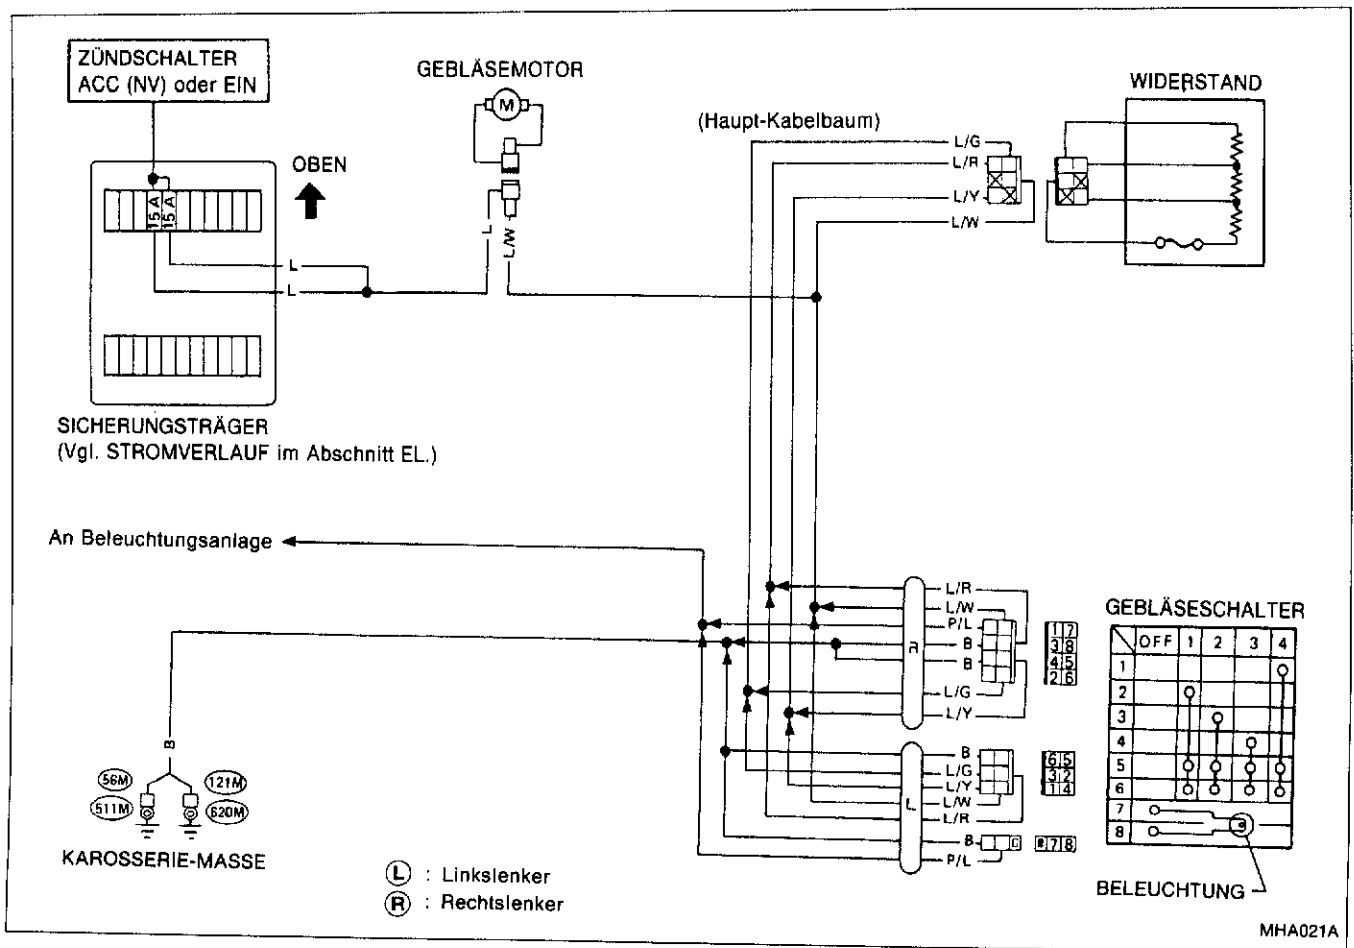 ZÜNDSCHALTER
ACC (NV) oder EIN
GEBLÄSEMOTOR
M
WIDERSTAND
(Haupt-Kabelbaum)
OBEN
15 A
15 A
L/G
L/R
L/Y
L/W
L
L/W
L
L
SICHERUNGSTRÄGER
(Vgl. STROMVERLAUF im Abschnitt EL.)
An Beleuchtungsanlage
L/R
L/W
P/L
B
B
L/G
L/Y
R
1 7
3 8
4 5
2 6
GEBLÄSESCHALTER
OFF 1 2 3 4
1
2
3
4
5
6
7
8
BELEUCHTUNG
B
L/G
L/Y
L/W
L/R
B
P/L
L
6 5
3 2
1 4
7 8
B
56M 121M
511M 620M
KAROSSERIE-MASSE
L : Linkslenker
R : Rechtslenker
MHA021A